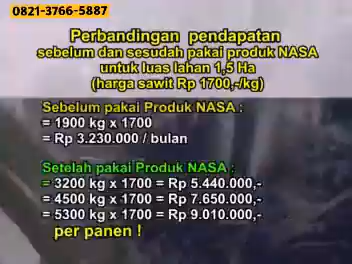 0821-3766-5887
Perbandingan pendapatan
sebelum dan sesudah pakai produk NASA
untuk luas lahan 1,5 Ha
(harga sawit Rp 1700,-/kg)
Sebelum pakai Produk NASA :
= 1900 kg x 1700
= Rp 3.230.000 / bulan
Setelah pakai Produk NASA :
= 3200 kg x 1700 = Rp 5.440.000,-
= 4500 kg x 1700 = Rp 7.650.000,-
= 5300 kg x 1700 = Rp 9.010.000,-
per panen !